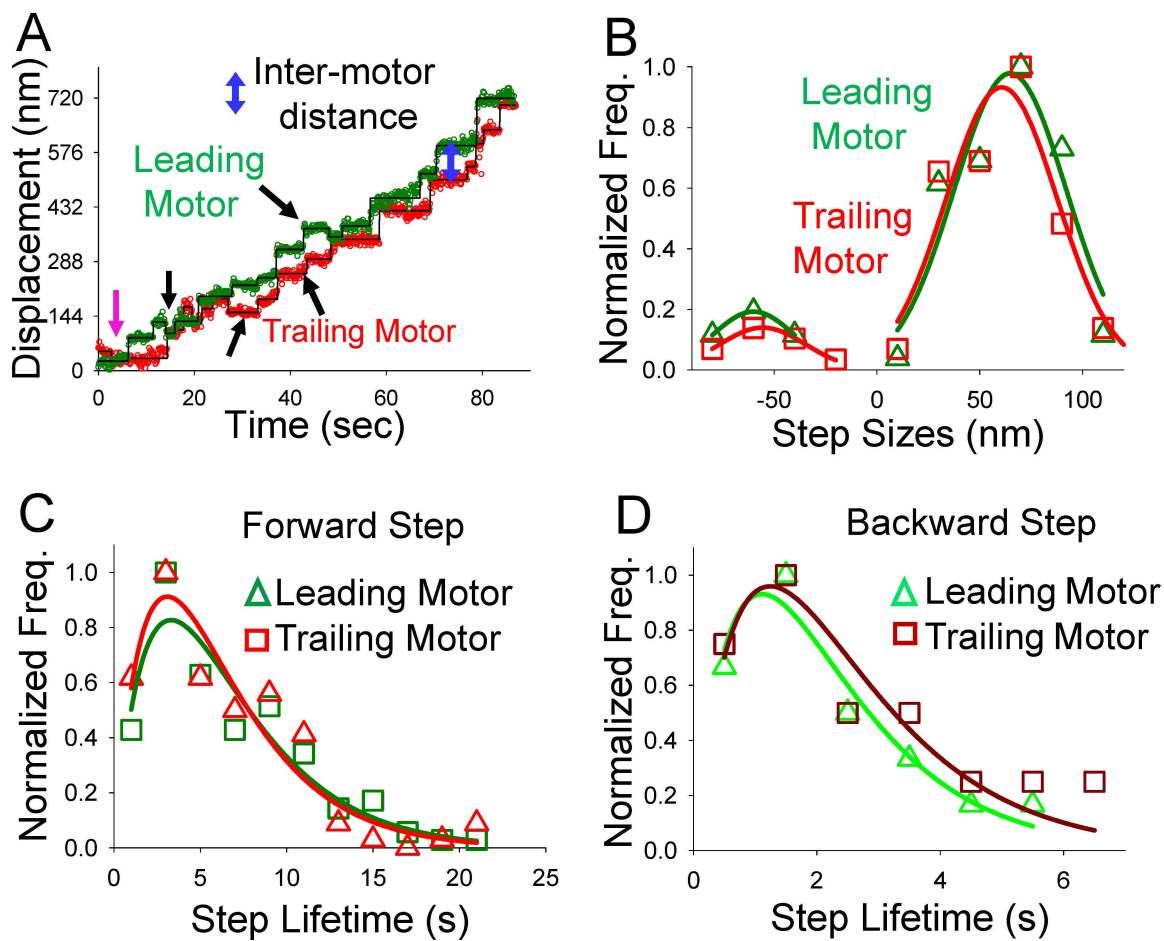 A
Inter-motor
distance
Leading
Motor
Trailing Motor
Displacement (nm)
720
576
432
288
144
0
0 20 40 60 80
Time (sec)
B
Leading
Motor
Trailing
Motor
Normalized Freq.
1.0
0.8
0.6
0.4
0.2
0.0
-50 0 50 100
Step Sizes (nm)
C
Forward Step
Leading Motor
Trailing Motor
Normalized Freq.
1.0
0.8
0.6
0.4
0.2
0.0
0 5 10 15 20 25
Step Lifetime (s)
D
Backward Step
Leading Motor
Trailing Motor
Normalized Freq.
1.0
0.8
0.6
0.4
0.2
0.0
0 2 4 6
Step Lifetime (s)